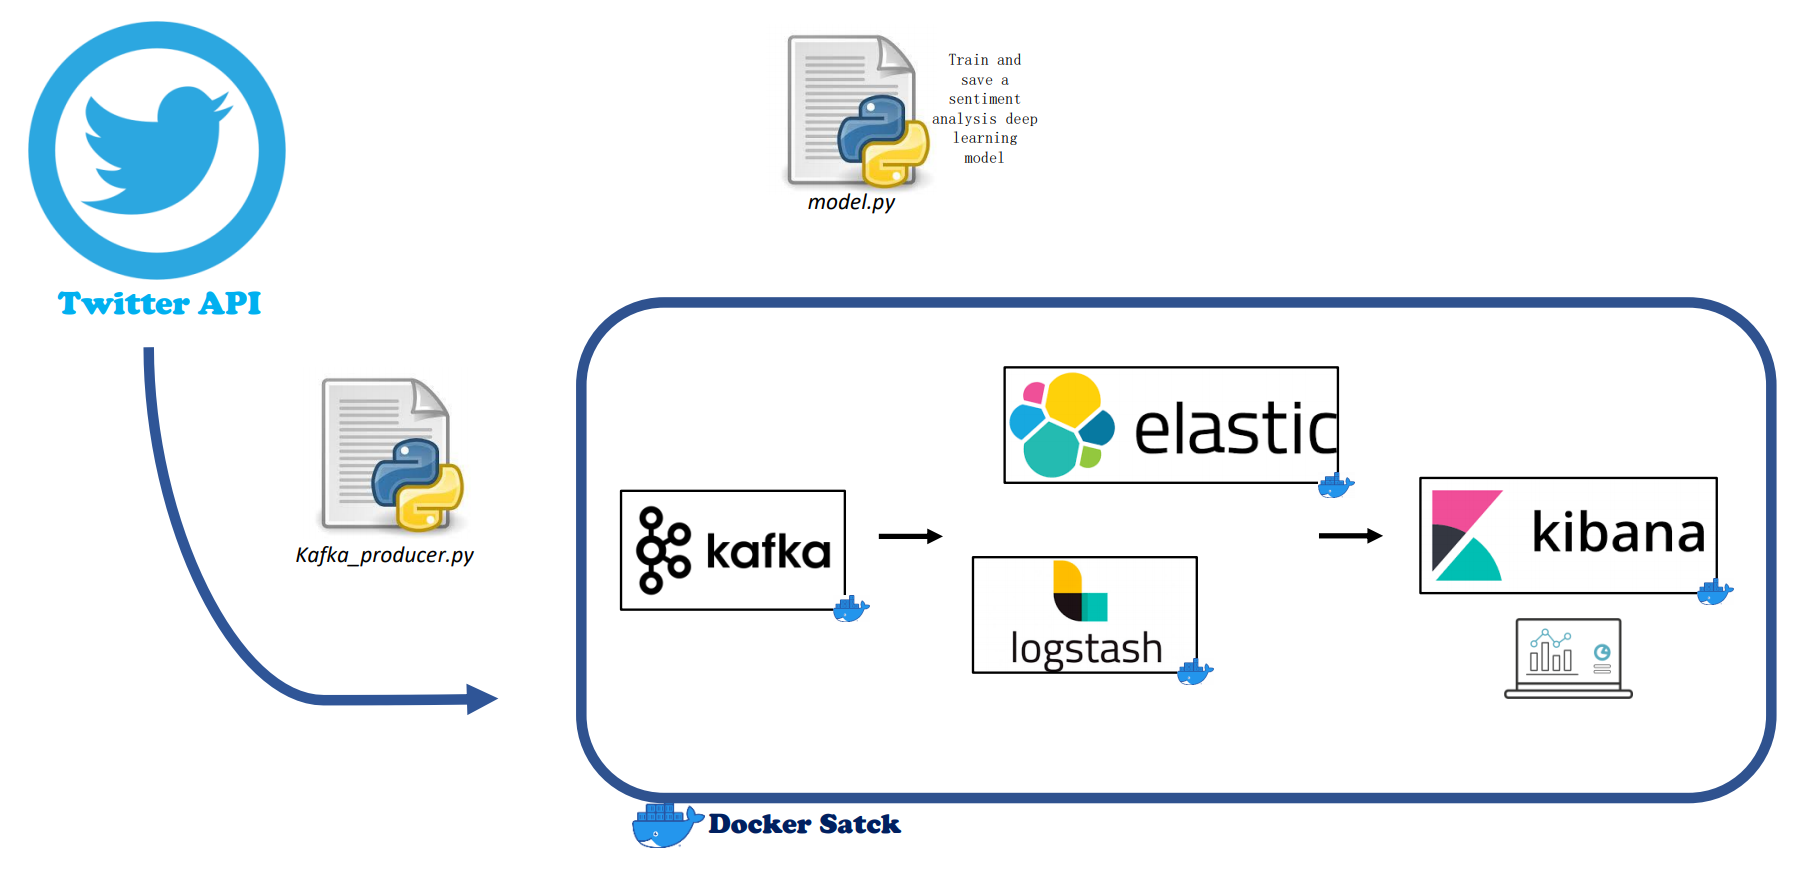 Train and
save a
sentiment
analysis deep
learning
model
model.py
Twitter API
Kafka_producer.py
elastic
kafka
kibana
logstash
Docker Satck